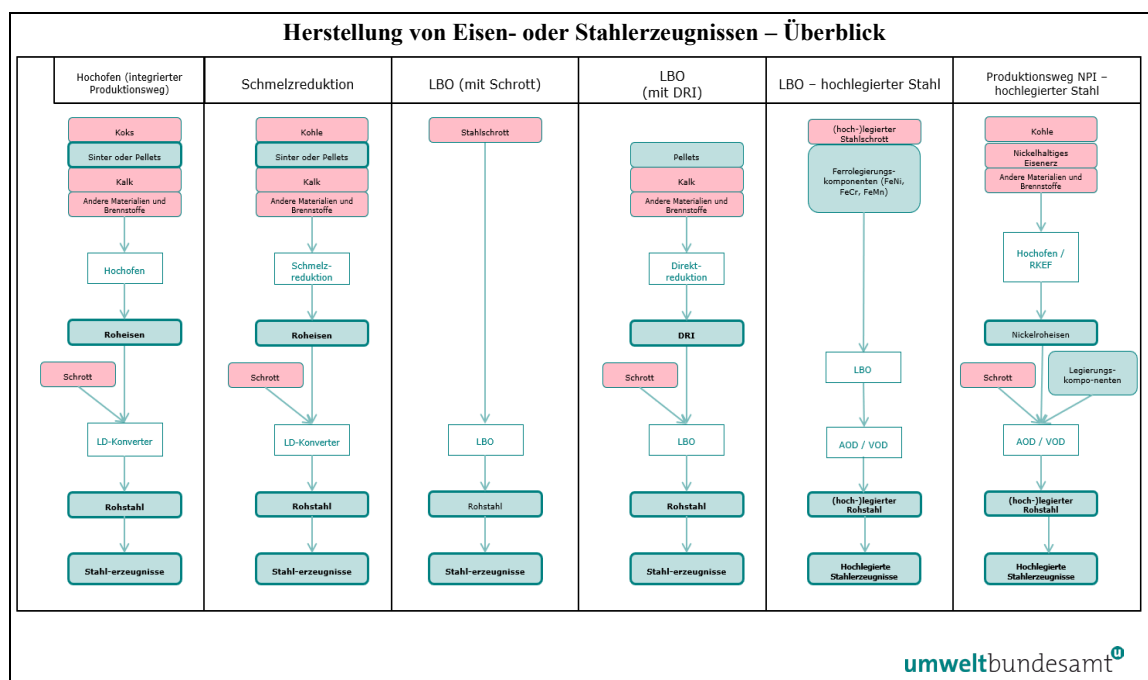 Herstellung von Eisen- oder Stahlerzeugnissen – Überblick
Hochofen (integrierter
Produktionsweg)
Koks
Sinter oder Pellets
Kalk
Andere Materialien und
Brennstoffe
Hochofen
Roheisen
Schrott
LD-Konverter
Rohstahl
Stahl-erzeugnisse
Schmelzreduktion
Kohle
Sinter oder Pellets
Kalk
Andere Materialien und
Brennstoffe
Schmelz-
reduktion
Roheisen
Schrott
LD-Konverter
Rohstahl
Stahl-erzeugnisse
LBO (mit Schrott)
Stahlschrott
LBO
Rohstahl
Stahl-erzeugnisse
LBO
(mit DRI)
Pellets
Kalk
Andere Materialien und
Brennstoffe
Direkt-
reduktion
DRI
Schrott
LBO
Rohstahl
Stahl-erzeugnisse
LBO – hochlegierter Stahl
(hoch-)legierter
Stahlschrott
Ferrolegierungs-
komponenten (FeNi,
FeCr, FeMn)
LBO
AOD / VOD
(hoch-)legierter
Rohstahl
Hochlegierte
Stahlerzeugnisse
Produktionsweg NPI –
hochlegierter Stahl
Kohle
Nickelhaltiges
Eisenerz
Andere Materialien und
Brennstoffe
Hochofen /
RKEF
Nickelroheisen
Schrott
Legierungs-
kompo-nenten
AOD / VOD
(hoch-)legierter
Rohstahl
Hochlegierte
Stahlerzeugnisse
umweltbundesamt u